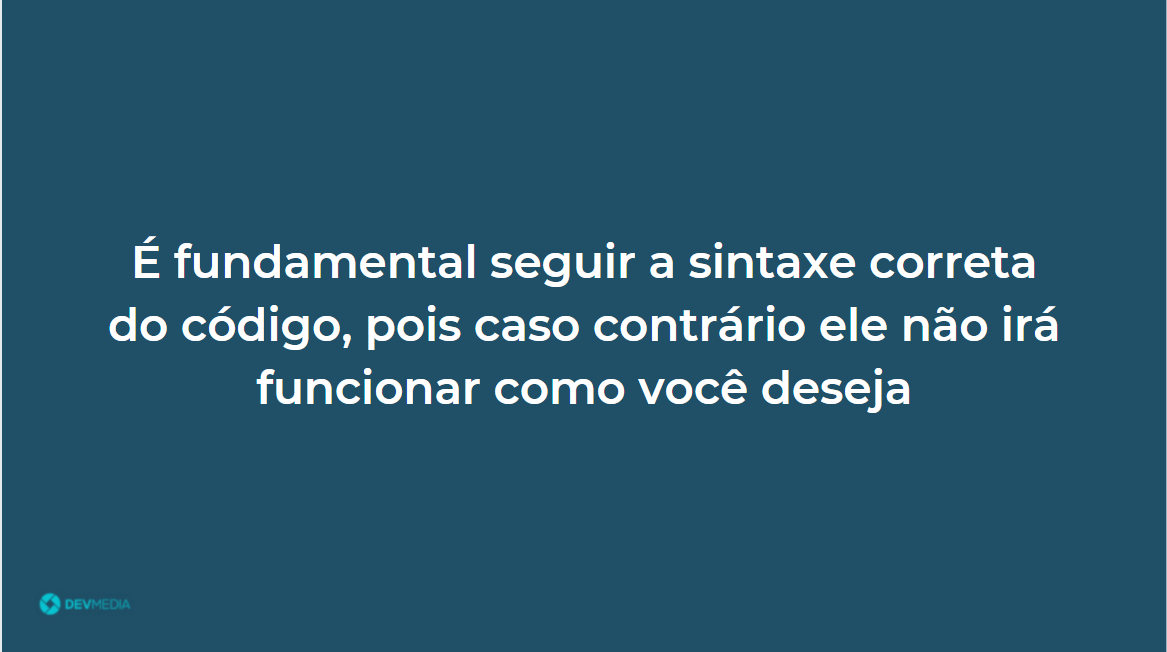 É fundamental seguir a sintaxe correta
do código, pois caso contrário ele não irá
funcionar como você deseja
DEVMEDIA